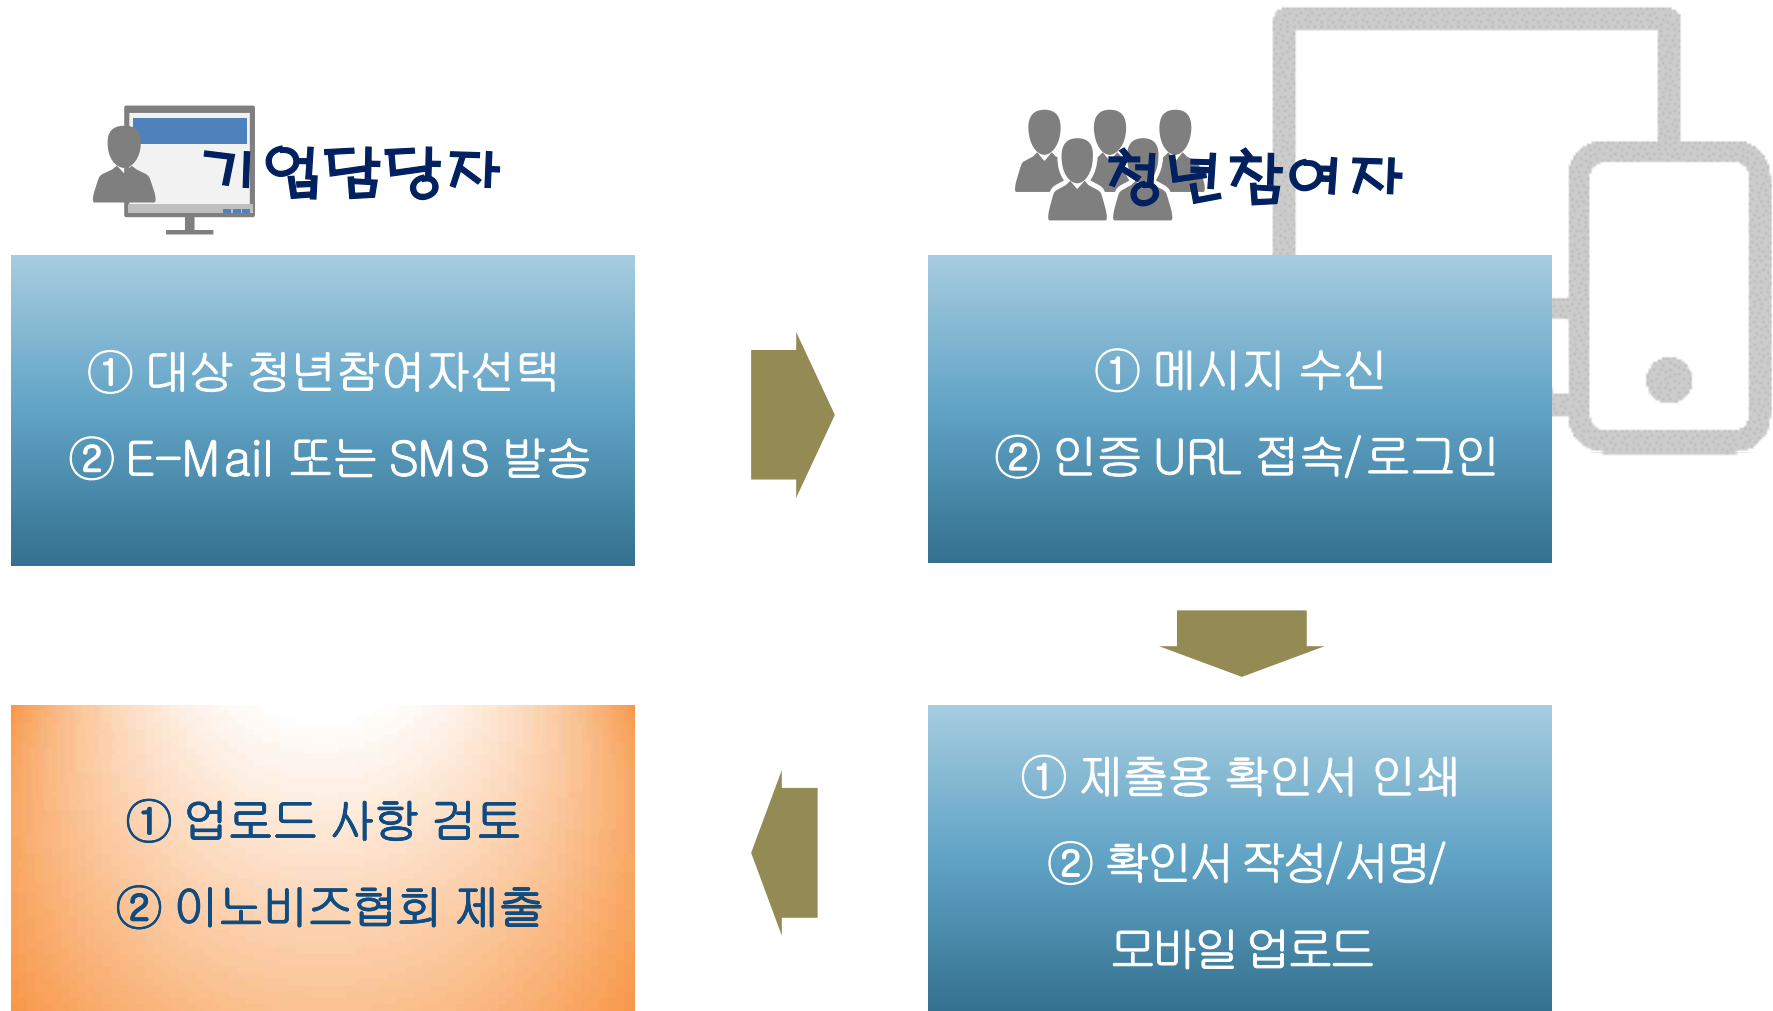 기업담당자
청년참여자
① 대상 청년참여자선택
② E-Mail 또는 SMS 발송
① 메시지 수신
② 인증 URL 접속/로그인
① 제출용 확인서 인쇄
② 확인서 작성/서명/
모바일 업로드
① 업로드 사항 검토
② 이노비즈협회 제출